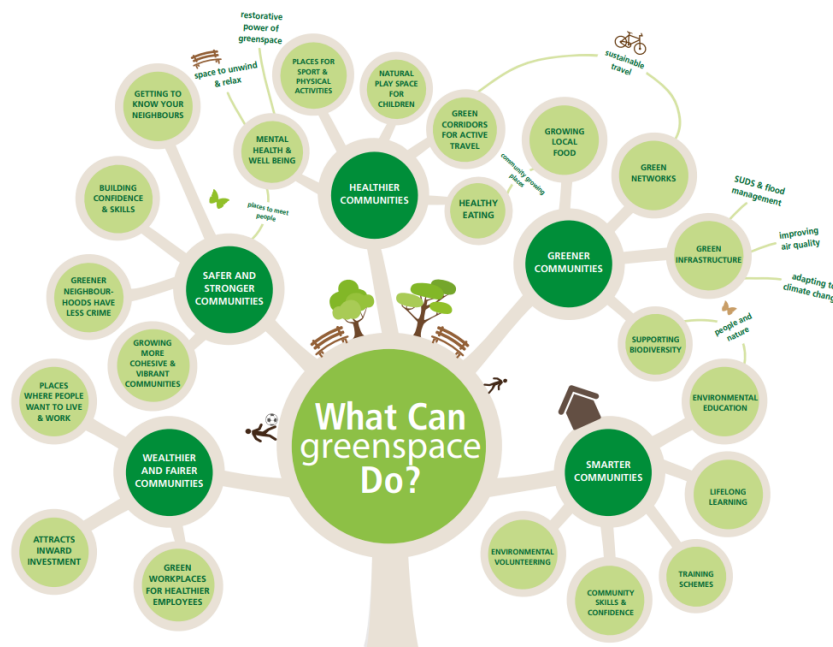 What Can
greenspace
Do?
HEALTHIER
COMMUNITIES
restorative
power of
greenspace
space to unwind
& relax
MENTAL
HEALTH &
WELL BEING
PLACES FOR
SPORT &
PHYSICAL
ACTIVITIES
NATURAL
PLAY SPACE
FOR
CHILDREN
GREEN
CORRIDORS
FOR ACTIVE
TRAVEL
HEALTHY
EATING
sustainable
travel
community growing
places
GREENER
COMMUNITIES
GROWING
LOCAL
FOOD
GREEN
NETWORKS
GREEN
INFRASTRUCTURE
SUDS & flood
management
improving
air quality
adapting to
climate chang
SUPPORTING
BIODIVERSITY
people and
nature
SMARTER
COMMUNITIES
ENVIRONMENTAL
EDUCATION
LIFELONG
LEARNING
TRAINING
SCHEMES
COMMUNITY
SKILLS &
CONFIDENCE
ENVIRONMENTAL
VOLUNTEERING
SAFER AND
STRONGER
COMMUNITIES
GETTING TO
KNOW YOUR
NEIGHBOURS
BUILDING
CONFIDENCE
& SKILLS
GREENER
NEIGHBOUR-
HOODS HAVE
LESS CRIME
GROWING
MORE
COHESIVE &
VIBRANT
COMMUNITIES
places to meet
people
WEALTHIER
AND FAIRER
COMMUNITIES
PLACES
WHERE PEOPLE
WANT TO LIVE
& WORK
ATTRACTS
INWARD
INVESTMENT
GREEN
WORKPLACES
FOR HEALTHIER
EMPLOYEES